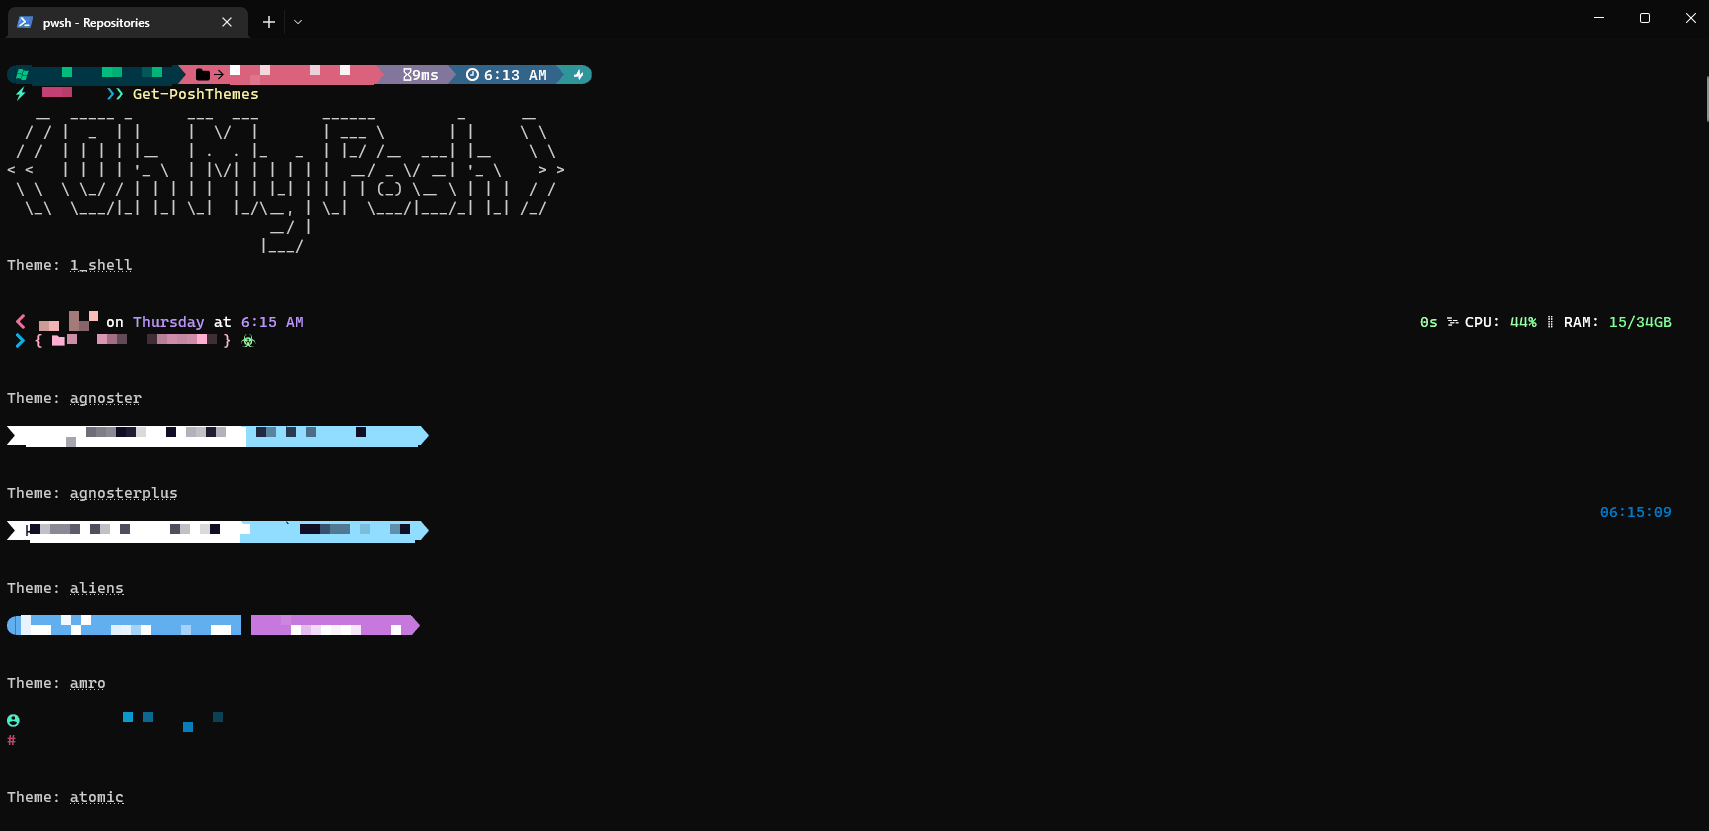 pwsh - Repositories
9ms 6:13 AM
Get-PoshThemes
Theme: 1_shell
on Thursday at 6:15 AM 0s CPU: 44% RAM: 15/34GB
{ }
Theme: agnoster
Theme: agnosterplus
06:15:09
Theme: aliens
Theme: amro
#
Theme: atomic